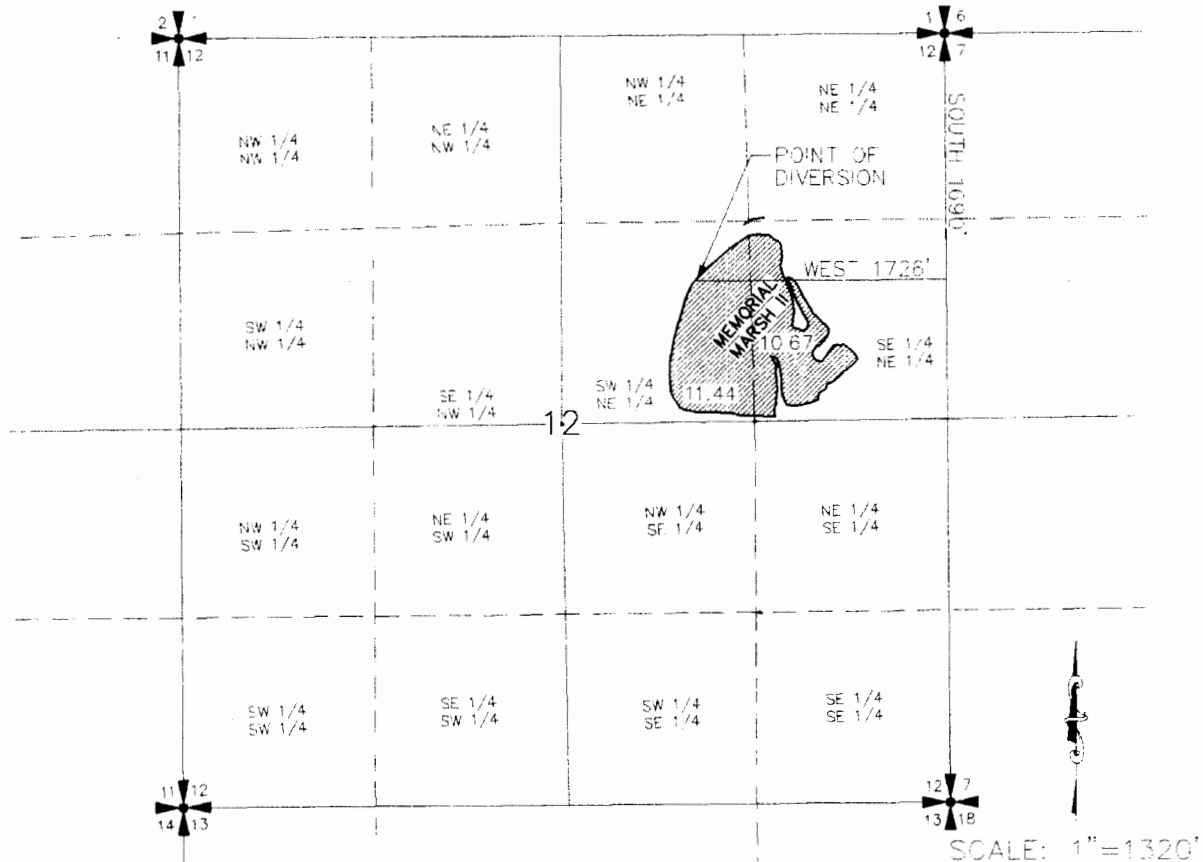 2 1
11 12
1 6
12 7
NW 1/4
NE 1/4
NE 1/4
NE 1/4
NW 1/4
NW 1/4
NE 1/4
NW 1/4
SOUTH 1690'
POINT OF
DIVERSION
WEST 1726'
MEMORIAL
MARSH II
10.67
SW 1/4
NW 1/4
SE 1/4
NE 1/4
SE 1/4
NW 1/4
SW 1/4
NE 1/4
11.44
12
NW 1/4
SW 1/4
NE 1/4
SW 1/4
NW 1/4
SE 1/4
NE 1/4
SE 1/4
SW 1/4
SW 1/4
SE 1/4
SW 1/4
SW 1/4
SE 1/4
SE 1/4
SE 1/4
11 12
14 13
12 7
13 18
SCALE: 1"=1320'